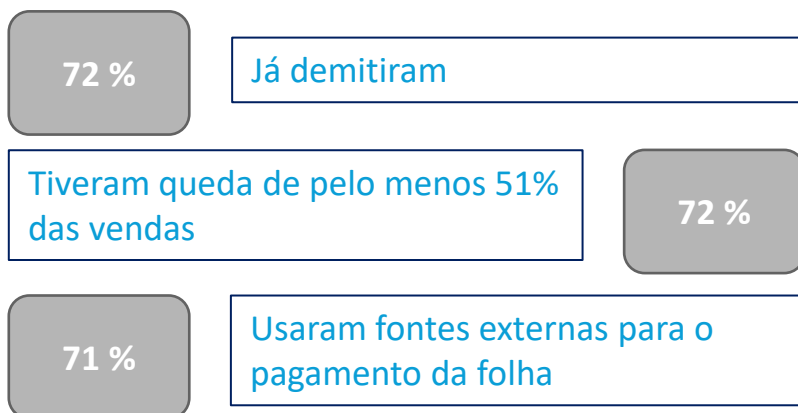 72 %
Já demitiram
Tiveram queda de pelo menos 51%
das vendas
72 %
71 %
Usaram fontes externas para o
pagamento da folha